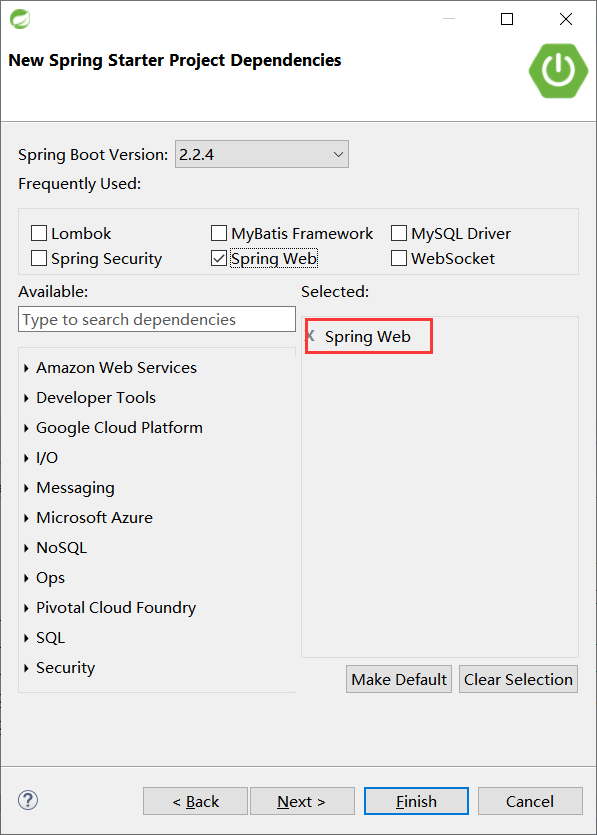 New Spring Starter Project Dependencies
Spring Boot Version: 2.2.4
Frequently Used:
Lombok MyBatis Framework MySQL Driver
Spring Security Spring Web WebSocket
Available: Selected:
Type to search dependencies
X Spring Web
Amazon Web Services
Developer Tools
Google Cloud Platform
I/O
Messaging
Microsoft Azure
NoSQL
Ops
Pivotal Cloud Foundry
SQL
Security
Make Default Clear Selection
? < Back Next > Finish Cancel